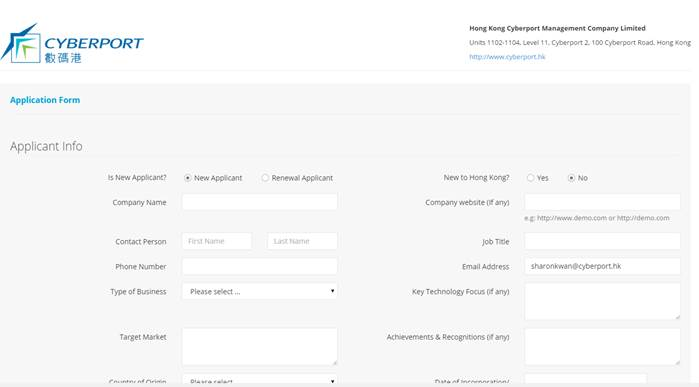 CYBERPORT
數碼港
Hong Kong Cyberport Management Company Limited
Units 1102-1104, Level 11, Cyberport 2, 100 Cyberport Road, Hong Kong
http://www.cyberport.hk
Application Form
Applicant Info
Is New Applicant? New Applicant Renewal Applicant New to Hong Kong? Yes No
Company Name Company website (if any)
e.g: http://www.demo.com or http://demo.com
Contact Person First Name Last Name Job Title
Phone Number Email Address sharonkwan@cyberport.hk
Type of Business Please select ... Key Technology Focus (if any)
Target Market Achievements & Recognitions (if any)
Country of Origin Please select Date of Incorporation/